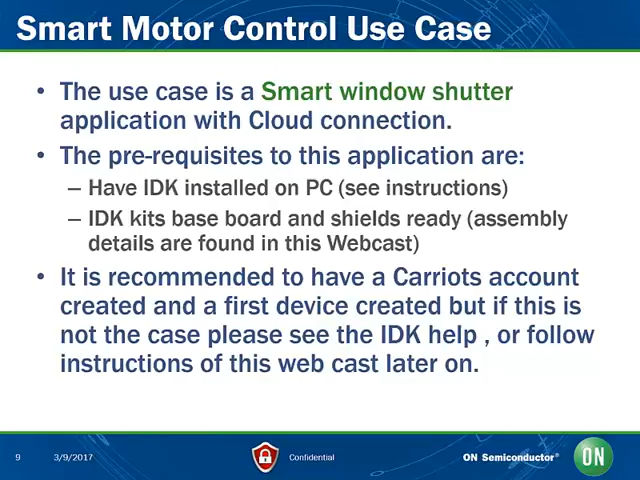 Smart Motor Control Use Case
• The use case is a Smart window shutter
application with Cloud connection.
• The pre-requisites to this application are:
– Have IDK installed on PC (see instructions)
– IDK kits base board and shields ready (assembly
details are found in this Webcast)
• It is recommended to have a Carriots account
created and a first device created but if this is
not the case please see the IDK help , or follow
instructions of this web cast later on.
9 3/9/2017 Confidential ON Semiconductor® ON